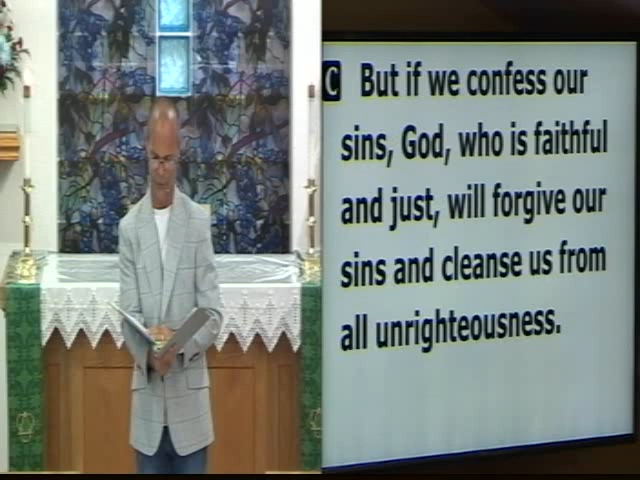 C But if we confess our
sins, God, who is faithful
and just, will forgive our
sins and cleanse us from
all unrighteousness.